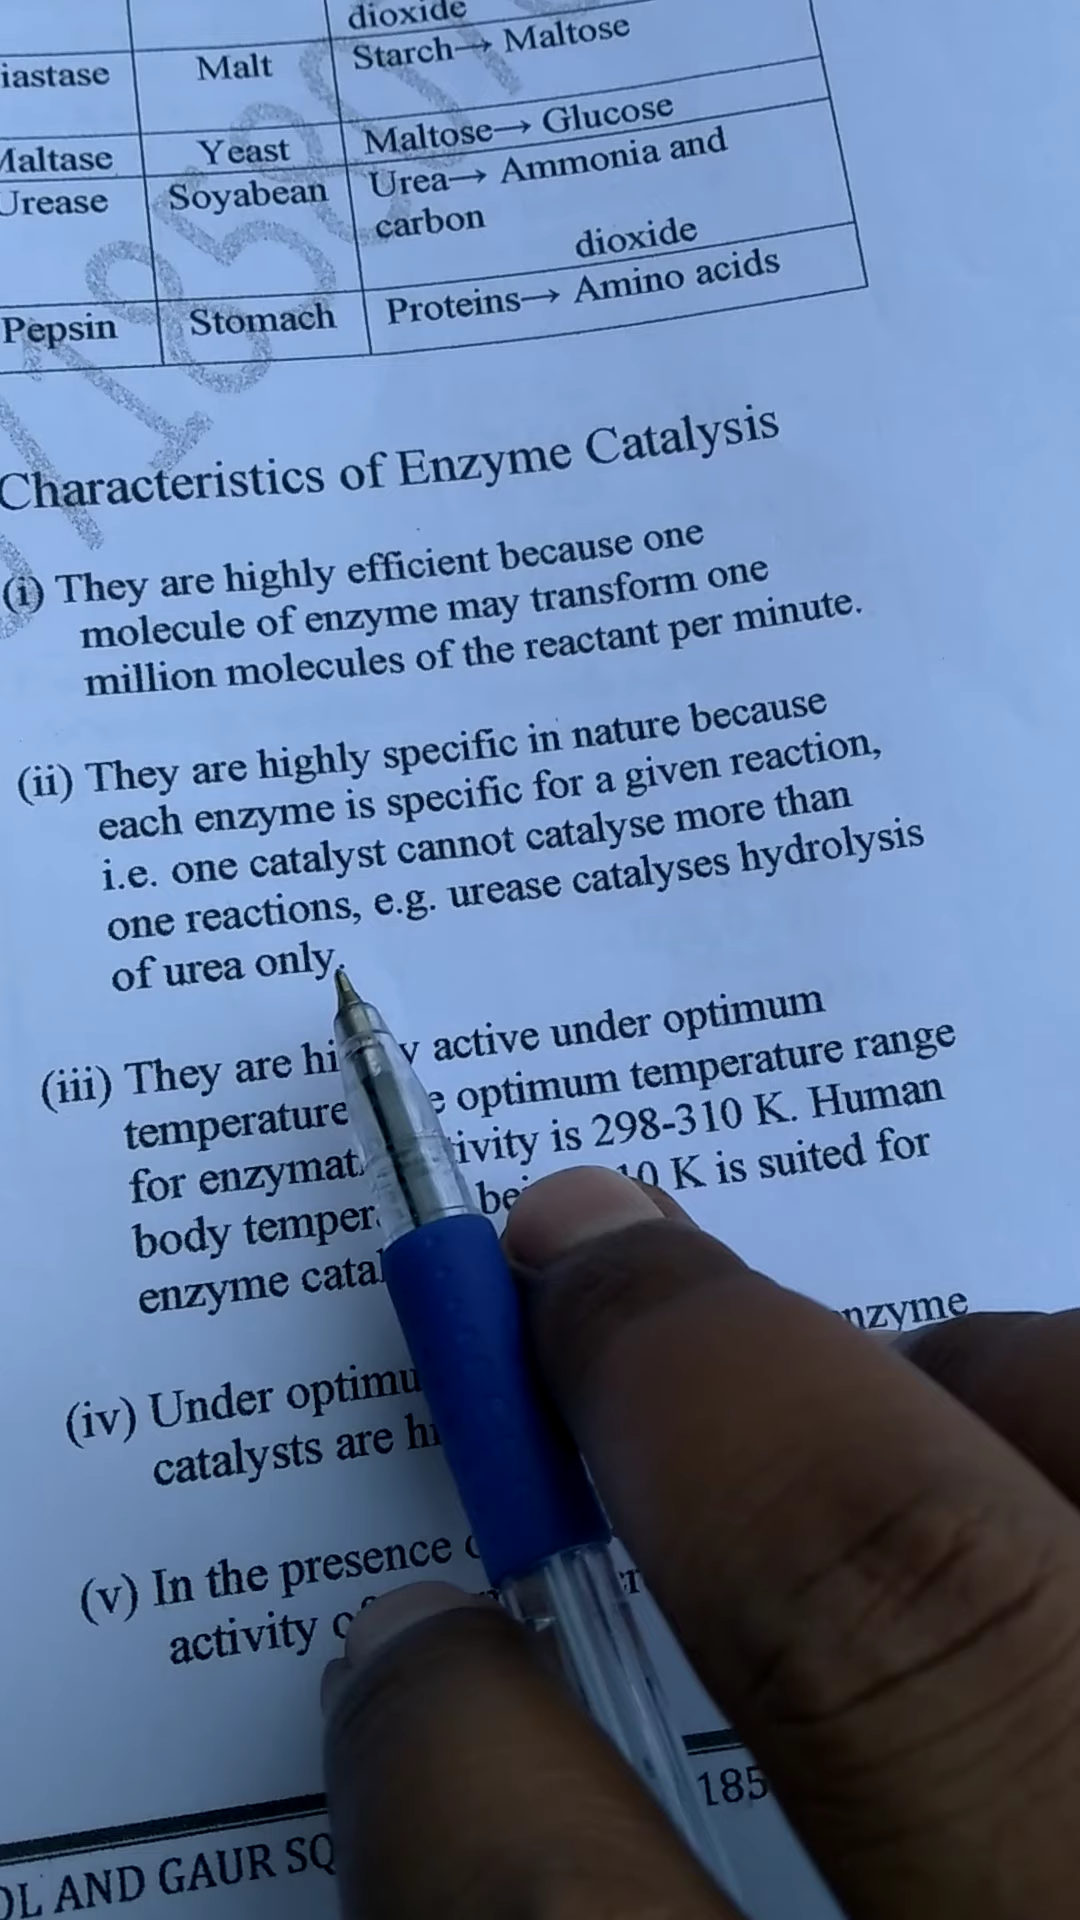 dioxide
iastase Malt Starch→ Maltose
Maltase Yeast Maltose→ Glucose
Urease Soyabean Urea→ Ammonia and
carbon
dioxide
Pepsin Stomach Proteins→ Amino acids
Characteristics of Enzyme Catalysis
(i) They are highly efficient because one
molecule of enzyme may transform one
million molecules of the reactant per minute.
(ii) They are highly specific in nature because
each enzyme is specific for a given reaction,
i.e. one catalyst cannot catalyse more than
one reactions, e.g. urease catalyses hydrolysis
of urea only.
(iii) They are hi y active under optimum
temperature e optimum temperature range
for enzymat ivity is 298-310 K. Human
body temper bei 10 K is suited for
enzyme catal
(iv) Under optimu nzyme
catalysts are hi
(v) In the presence
activity
185
OL AND GAUR SQ